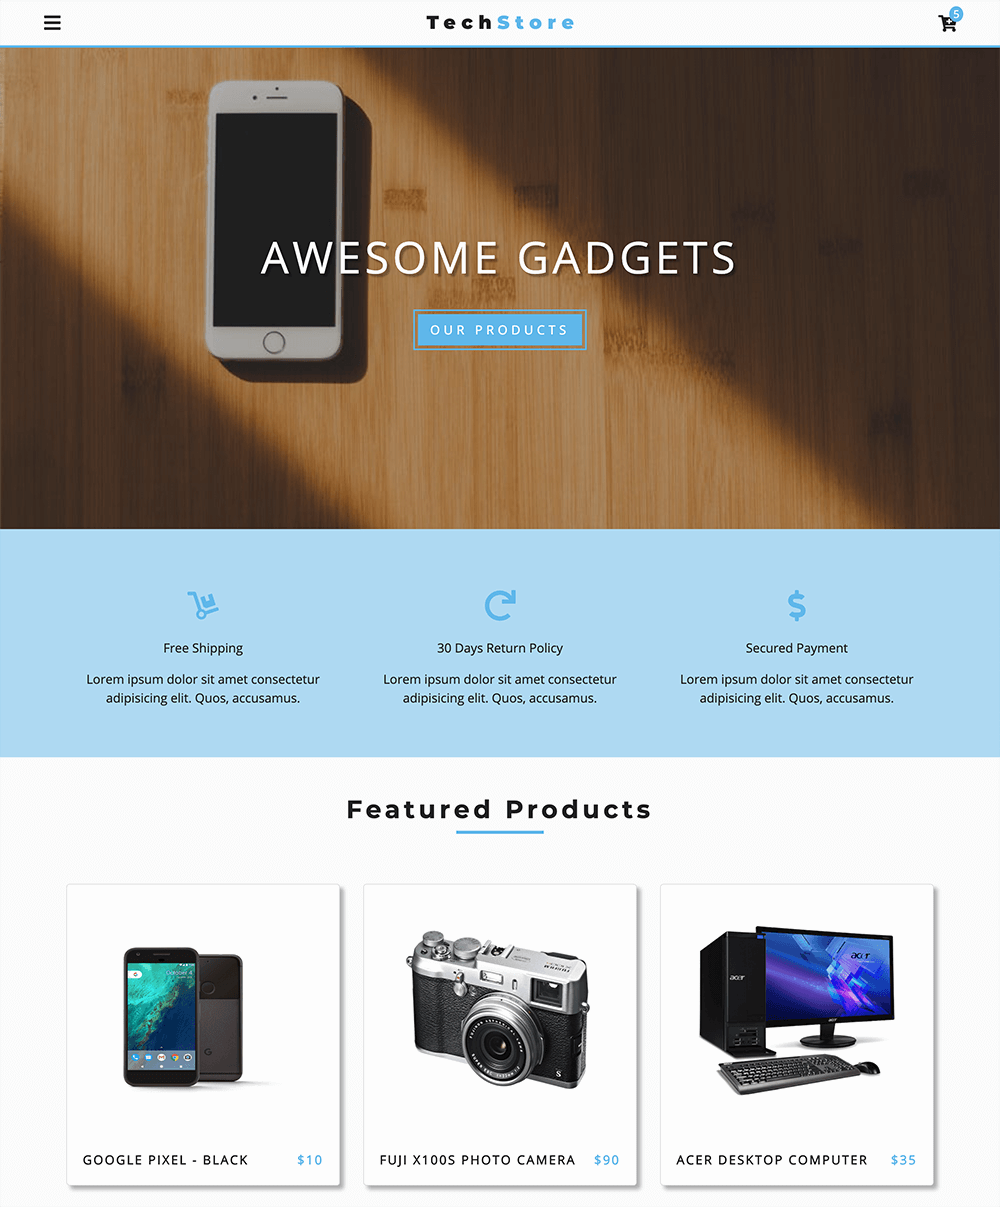 TechStore
5
AWESOME GADGETS
OUR PRODUCTS
Free Shipping
Lorem ipsum dolor sit amet consectetur
adipisicing elit. Quos, accusamus.
30 Days Return Policy
Lorem ipsum dolor sit amet consectetur
adipisicing elit. Quos, accusamus.
Secured Payment
Lorem ipsum dolor sit amet consectetur
adipisicing elit. Quos, accusamus.
Featured Products
GOOGLE PIXEL - BLACK $10
S
FUJI X100S PHOTO CAMERA $90
acer
acer
acer
ACER DESKTOP COMPUTER $35